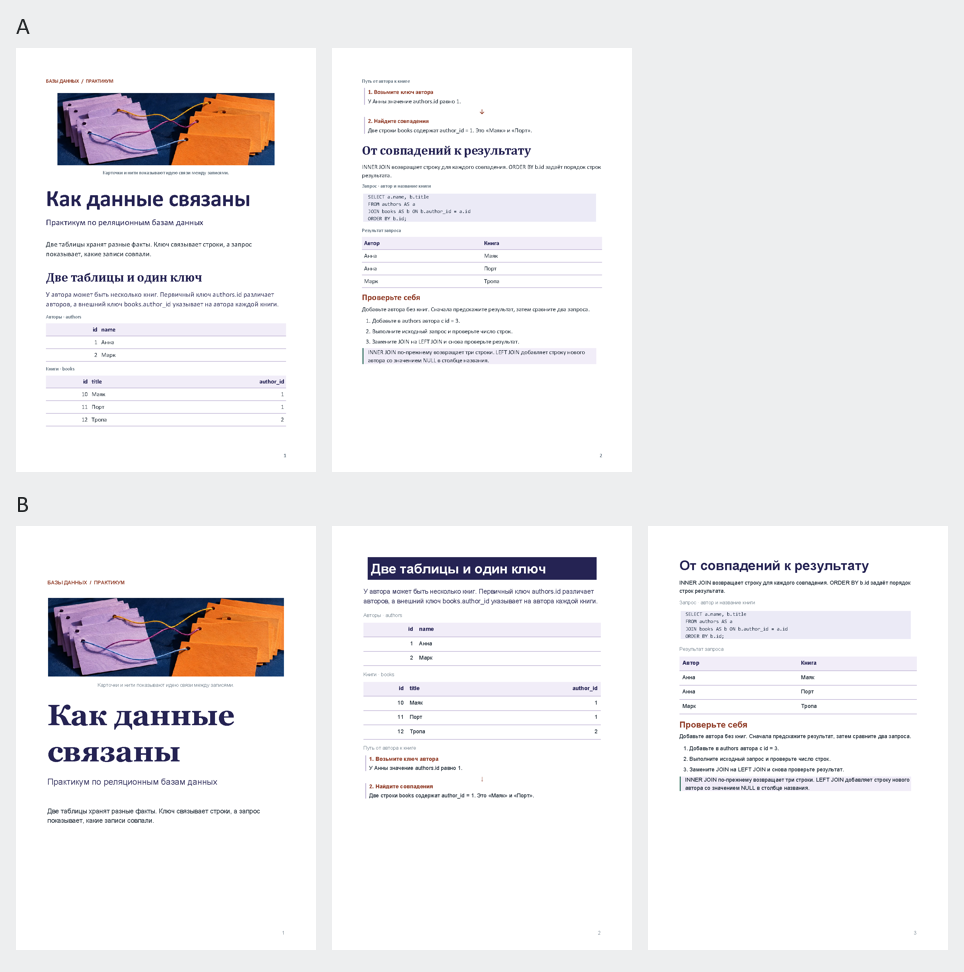 A
БАЗЫ ДАННЫХ / ПРАКТИКУМ
Карточки и нити показывают идею связи между записями.
Как данные связаны
Практикум по реляционным базам данных
Две таблицы хранят разные факты. Ключ связывает строки, а запрос
показывает, какие записи совпали.
Две таблицы и один ключ
У автора может быть несколько книг. Первичный ключ authors.id различает
авторов, а внешний ключ books.author_id указывает на автора каждой книги.
Авторы · authors
id name
1 Анна
2 Марк
Книги · books
id title author_id
10 Маяк 1
11 Порт 1
12 Тропа 2
1
Путь от автора к книге
1. Возьмите ключ автора
У Анны значение authors.id равно 1.
↓
2. Найдите совпадения
Две строки books содержат author_id = 1. Это «Маяк» и «Порт».
От совпадений к результату
INNER JOIN возвращает строку для каждого совпадения. ORDER BY b.id задаёт порядок строк
результата.
Запрос · автор и название книги
SELECT a.name, b.title
FROM authors AS a
JOIN books AS b ON b.author_id = a.id
ORDER BY b.id;
Результат запроса
Автор Книга
Анна Маяк
Анна Порт
Марк Тропа
Проверьте себя
Добавьте автора без книг. Сначала предскажите результат, затем сравните два запроса.
1. Добавьте в authors автора с id = 3.
2. Выполните исходный запрос и проверьте число строк.
3. Замените JOIN на LEFT JOIN и снова проверьте результат.
INNER JOIN по-прежнему возвращает три строки. LEFT JOIN добавляет строку нового
автора со значением NULL в столбце названия.
2
B
БАЗЫ ДАННЫХ / ПРАКТИКУМ
Карточки и нити показывают идею связи между записями.
Как данные
связаны
Практикум по реляционным базам данных
Две таблицы хранят разные факты. Ключ связывает строки, а запрос
показывает, какие записи совпали.
1
Две таблицы и один ключ
У автора может быть несколько книг. Первичный ключ authors.id различает
авторов, а внешний ключ books.author_id указывает на автора каждой книги.
Авторы · authors
id name
1 Анна
2 Марк
Книги · books
id title author_id
10 Маяк 1
11 Порт 1
12 Тропа 2
Путь от автора к книге
1. Возьмите ключ автора
У Анны значение authors.id равно 1.
↓
2. Найдите совпадения
Две строки books содержат author_id = 1. Это «Маяк» и «Порт».
2
От совпадений к результату
INNER JOIN возвращает строку для каждого совпадения. ORDER BY b.id задаёт порядок
строк результата.
Запрос · автор и название книги
SELECT a.name, b.title
FROM authors AS a
JOIN books AS b ON b.author_id = a.id
ORDER BY b.id;
Результат запроса
Автор Книга
Анна Маяк
Анна Порт
Марк Тропа
Проверьте себя
Добавьте автора без книг. Сначала предскажите результат, затем сравните два запроса.
1. Добавьте в authors автора с id = 3.
2. Выполните исходный запрос и проверьте число строк.
3. Замените JOIN на LEFT JOIN и снова проверьте результат.
INNER JOIN по-прежнему возвращает три строки. LEFT JOIN добавляет строку нового
автора со значением NULL в столбце названия.
3